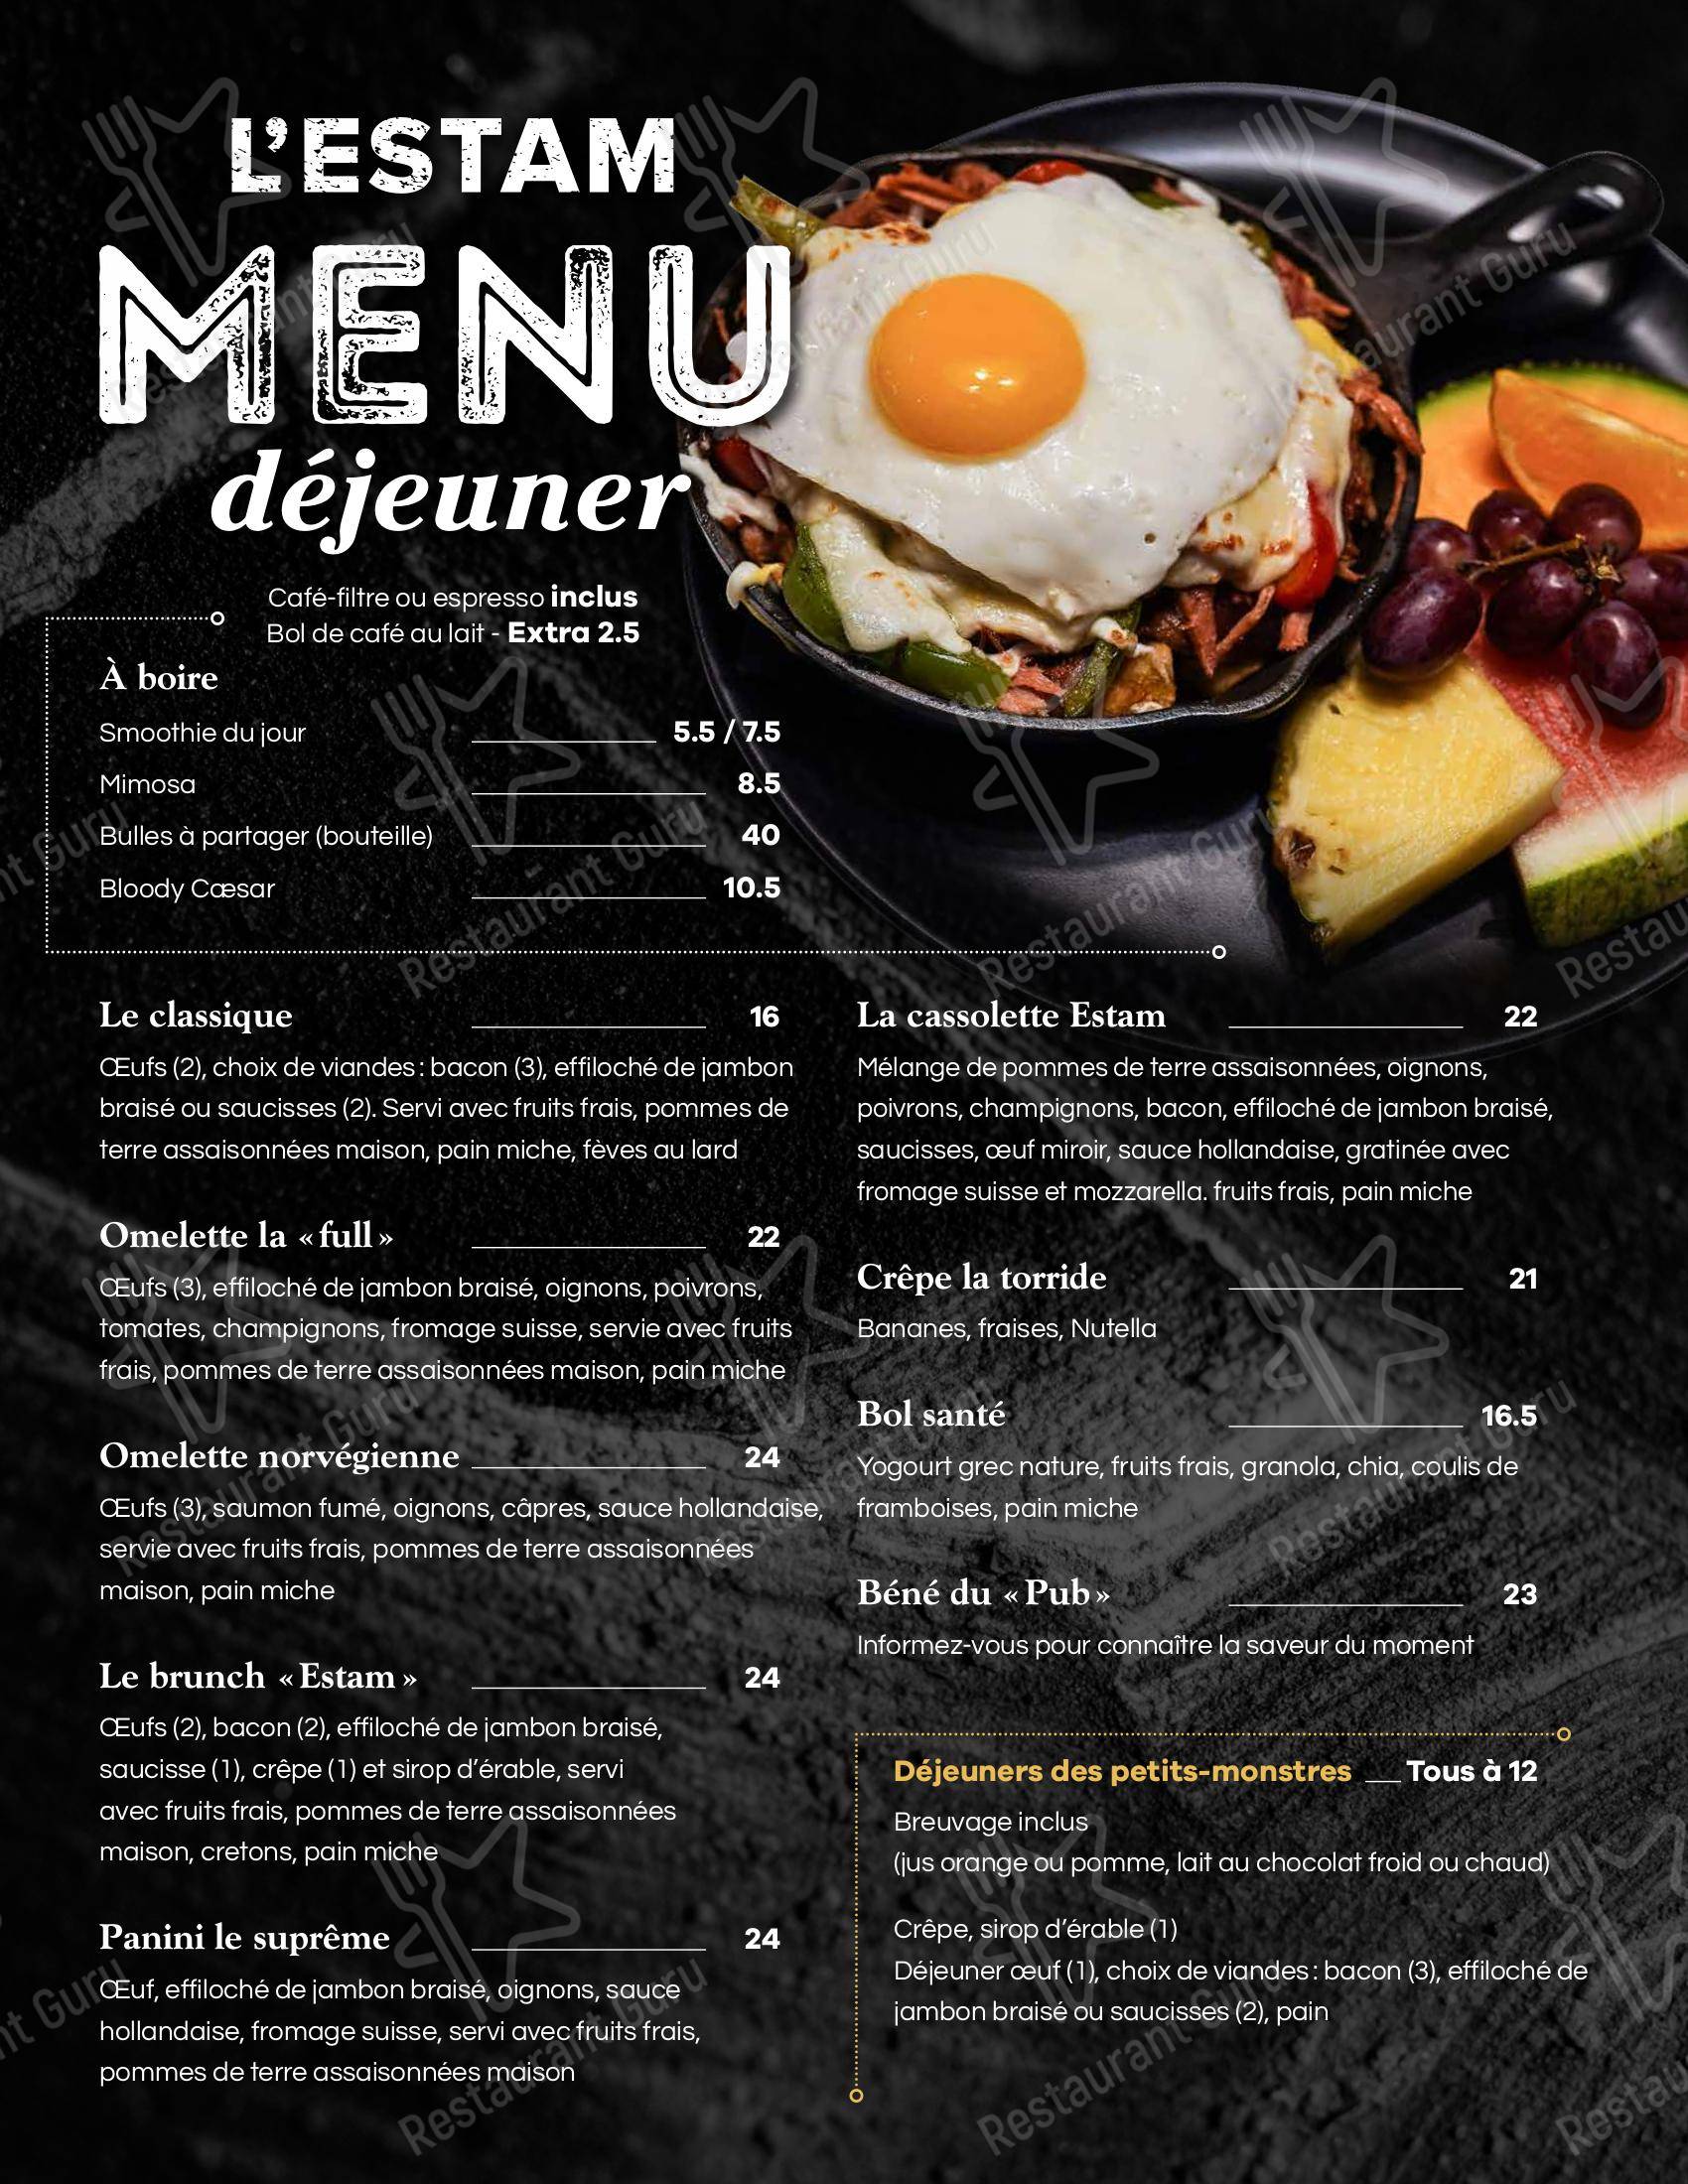 L'ESTAM
MENU
déjeuner
Café-filtre ou espresso inclus
Bol de café au lait - Extra 2.5
À boire
Smoothie du jour 5.5 / 7.5
Mimosa 8.5
Bulles à partager (bouteille) 40
Bloody Cæsar 10.5
Le classique 16
Œufs (2), choix de viandes : bacon (3), effiloché de jambon
braisé ou saucisses (2). Servi avec fruits frais, pommes de
terre assaisonnées maison, pain miche, fèves au lard
Omelette la « full » 22
Œufs (3), effiloché de jambon braisé, oignons, poivrons,
tomates, champignons, fromage suisse, servie avec fruits
frais, pommes de terre assaisonnées maison, pain miche
Omelette norvégienne 24
Œufs (3), saumon fumé, oignons, câpres, sauce hollandaise,
servie avec fruits frais, pommes de terre assaisonnées
maison, pain miche
Le brunch « Estam » 24
Œufs (2), bacon (2), effiloché de jambon braisé,
saucisse (1), crêpe (1) et sirop d'érable, servi
avec fruits frais, pommes de terre assaisonnées
maison, cretons, pain miche
Panini le suprême 24
Œuf, effiloché de jambon braisé, oignons, sauce
hollandaise, fromage suisse, servi avec fruits frais,
pommes de terre assaisonnées maison
La cassolette Estam 22
Mélange de pommes de terre assaisonnées, oignons,
poivrons, champignons, bacon, effiloché de jambon braisé,
saucisses, œuf miroir, sauce hollandaise, gratinée avec
fromage suisse et mozzarella. fruits frais, pain miche
Crêpe la torride 21
Bananes, fraises, Nutella
Bol santé 16.5
Yogourt grec nature, fruits frais, granola, chia, coulis de
framboises, pain miche
Béné du « Pub » 23
Informez-vous pour connaître la saveur du moment
Déjeuners des petits-monstres Tous à 12
Breuvage inclus
(jus orange ou pomme, lait au chocolat froid ou chaud)
Crêpe, sirop d'érable (1)
Déjeuner œuf (1), choix de viandes : bacon (3), effiloché de
jambon braisé ou saucisses (2), pain
Restaurant Guru